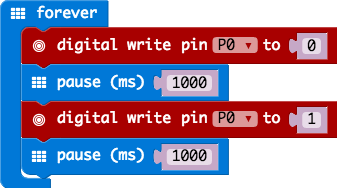 forever
digital write pin P0 to 0
pause (ms) 1000
digital write pin P0 to 1
pause (ms) 1000